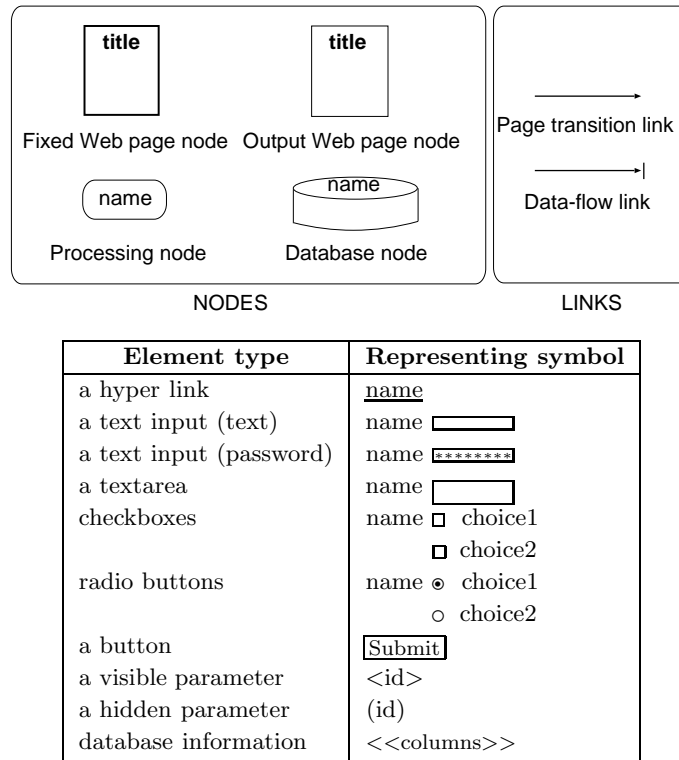 title title
Fixed Web page node Output Web page node
name name
Processing node Database node
Page transition link
Data-flow link
NODES LINKS
Element type Representing symbol
a hyper link name
a text input (text) name
a text input (password) name ********
a textarea name
checkboxes name choice1
choice2
radio buttons name choice1
choice2
a button Submit
a visible parameter <id>
a hidden parameter (id)
database information <<columns>>